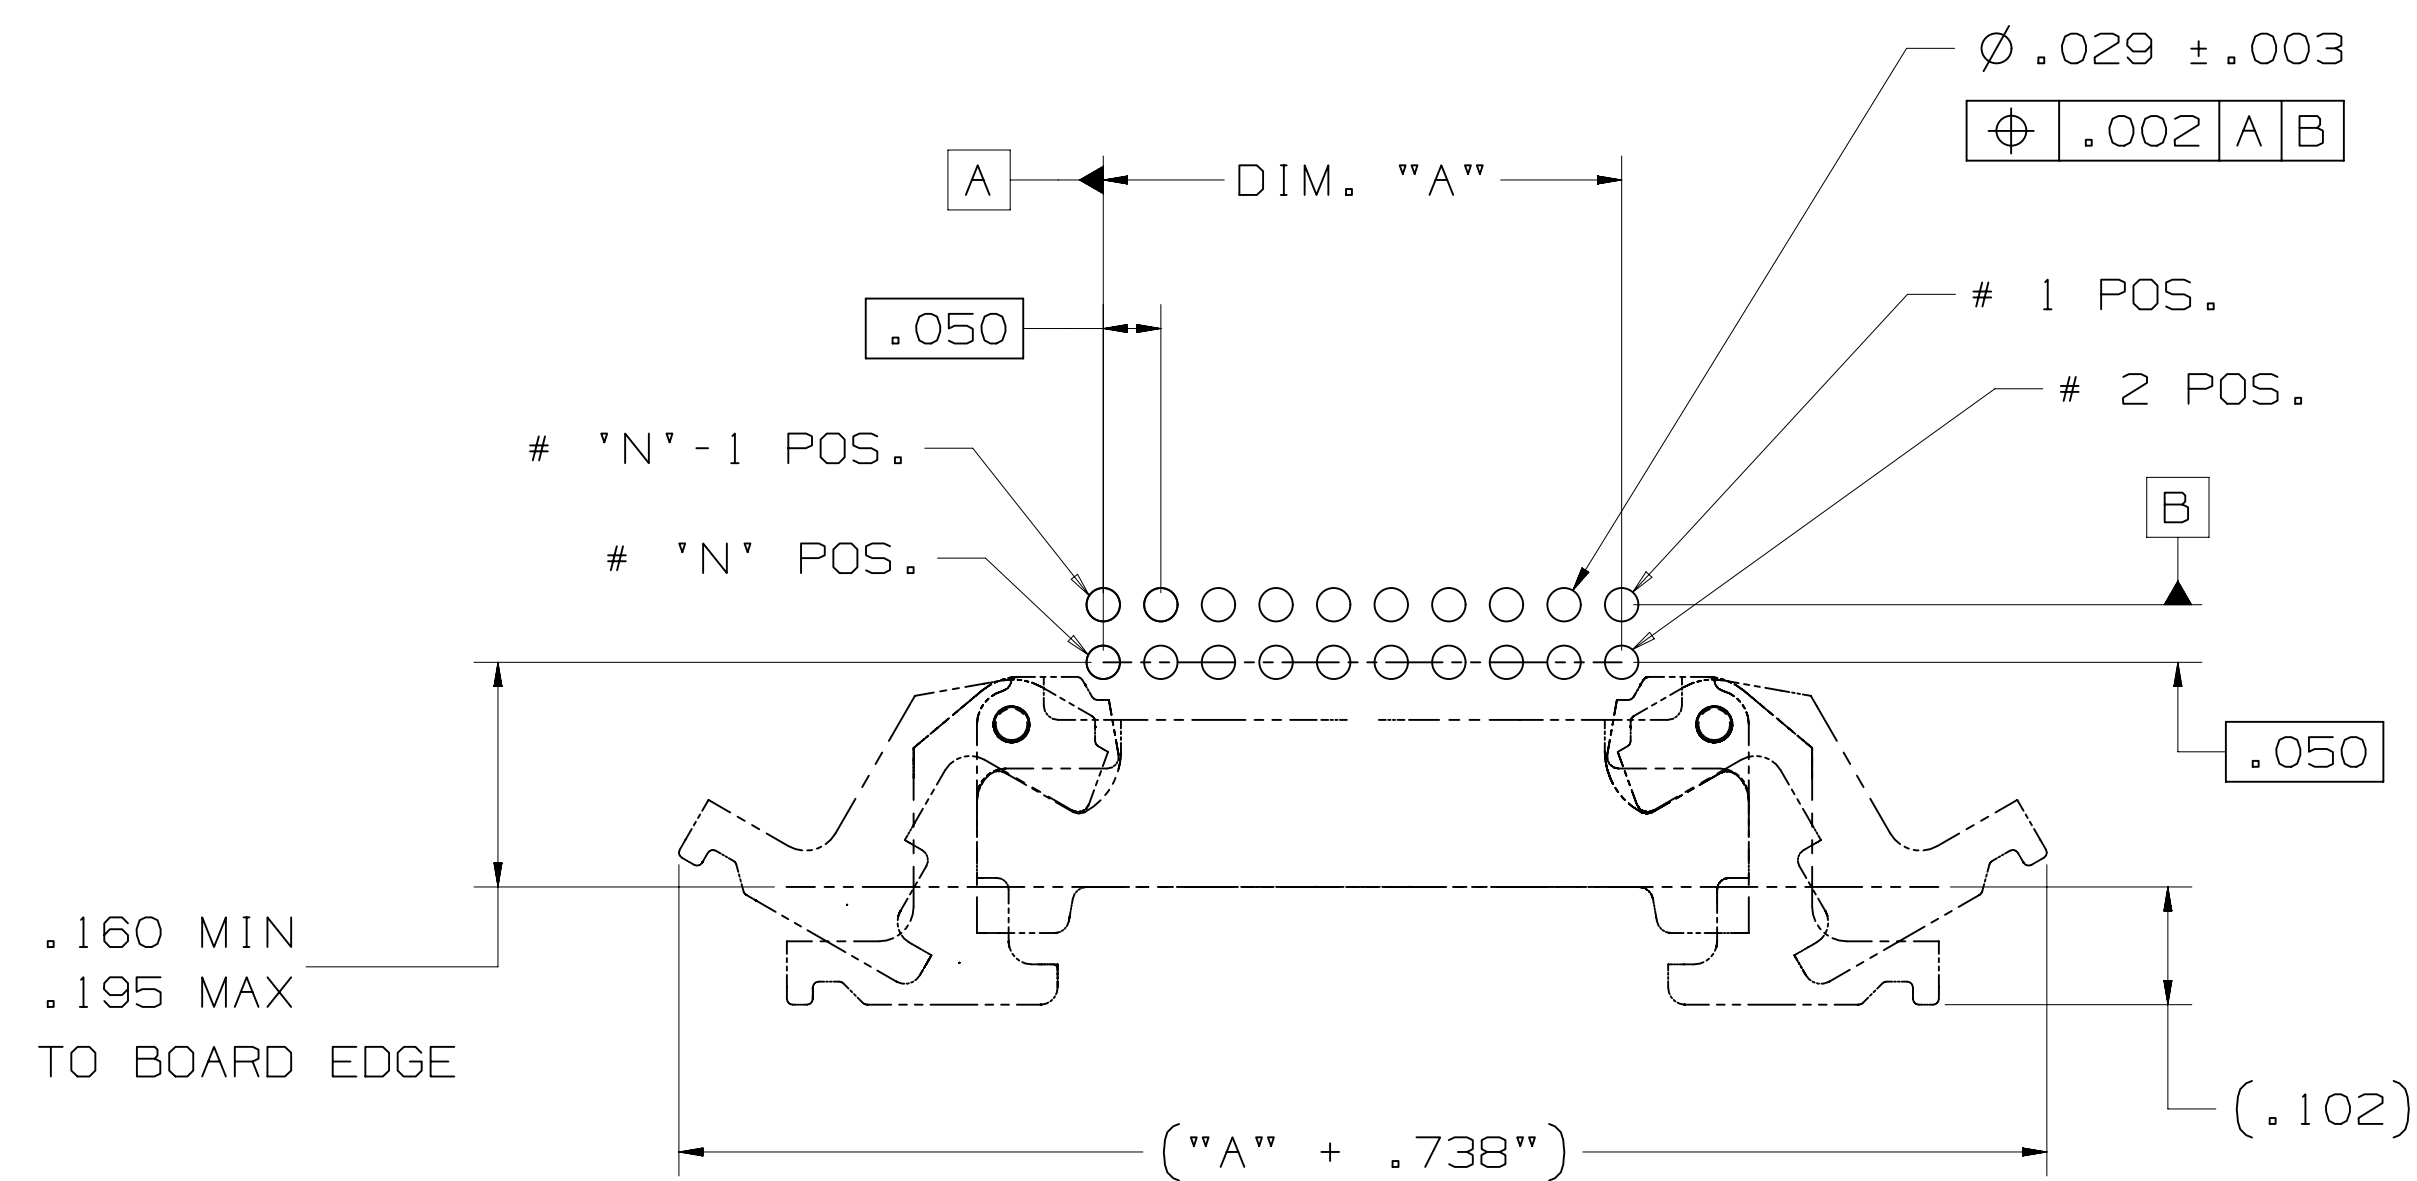 Ø.029 ±.003
⌖ .002 A B
A
DIM. "A"
# 1 POS.
.050
# 2 POS.
# 'N'-1 POS.
B
# 'N' POS.
.050
.160 MIN
.195 MAX
TO BOARD EDGE
(.102)
("A" + .738")